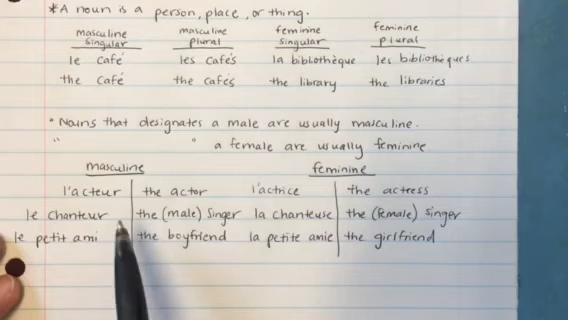 *A noun is a person, place, or thing.
masculine singular masculine plural feminine singular feminine plural
le café les cafés la bibliothèque les bibliothèques
the café the cafés the library the libraries
• Nouns that designates a male are usually masculine.
" " a female are usually feminine
masculine feminine
l'acteur the actor l'actrice the actress
le chanteur the (male) singer la chanteuse the (female) singer
le petit ami the boyfriend la petite amie the girlfriend